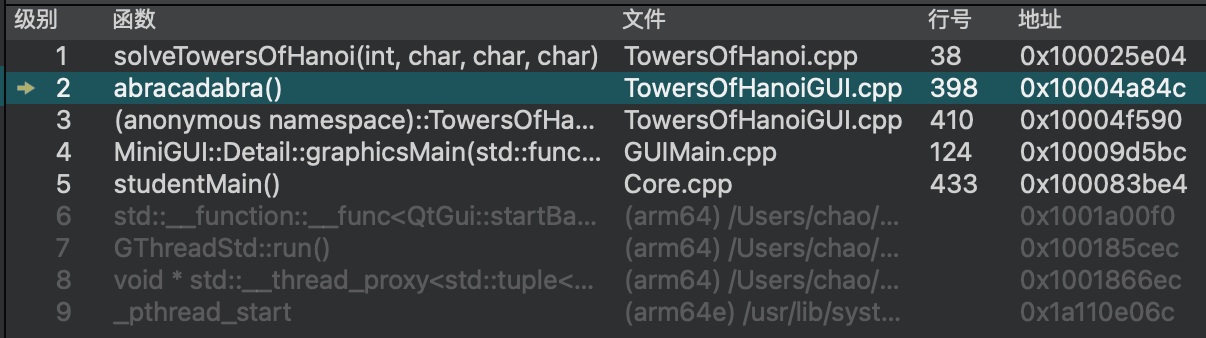 级别 函数 文件 行号 地址
1 solveTowersOfHanoi(int, char, char, char) TowersOfHanoi.cpp 38 0x100025e04
2 abracadabra() TowersOfHanoiGUI.cpp 398 0x10004a84c
3 (anonymous namespace)::TowersOfHa... TowersOfHanoiGUI.cpp 410 0x10004f590
4 MiniGUI::Detail::graphicsMain(std::func... GUIMain.cpp 124 0x10009d5bc
5 studentMain() Core.cpp 433 0x100083be4
6 std::__function::__func<QtGui::startBa... (arm64) /Users/chao/... 0x1001a00f0
7 GThreadStd::run() (arm64) /Users/chao/... 0x100185cec
8 void * std::__thread_proxy<std::tuple<... (arm64) /Users/chao/... 0x1001866ec
9 _pthread_start (arm64e) /usr/lib/syst... 0x1a110e06c